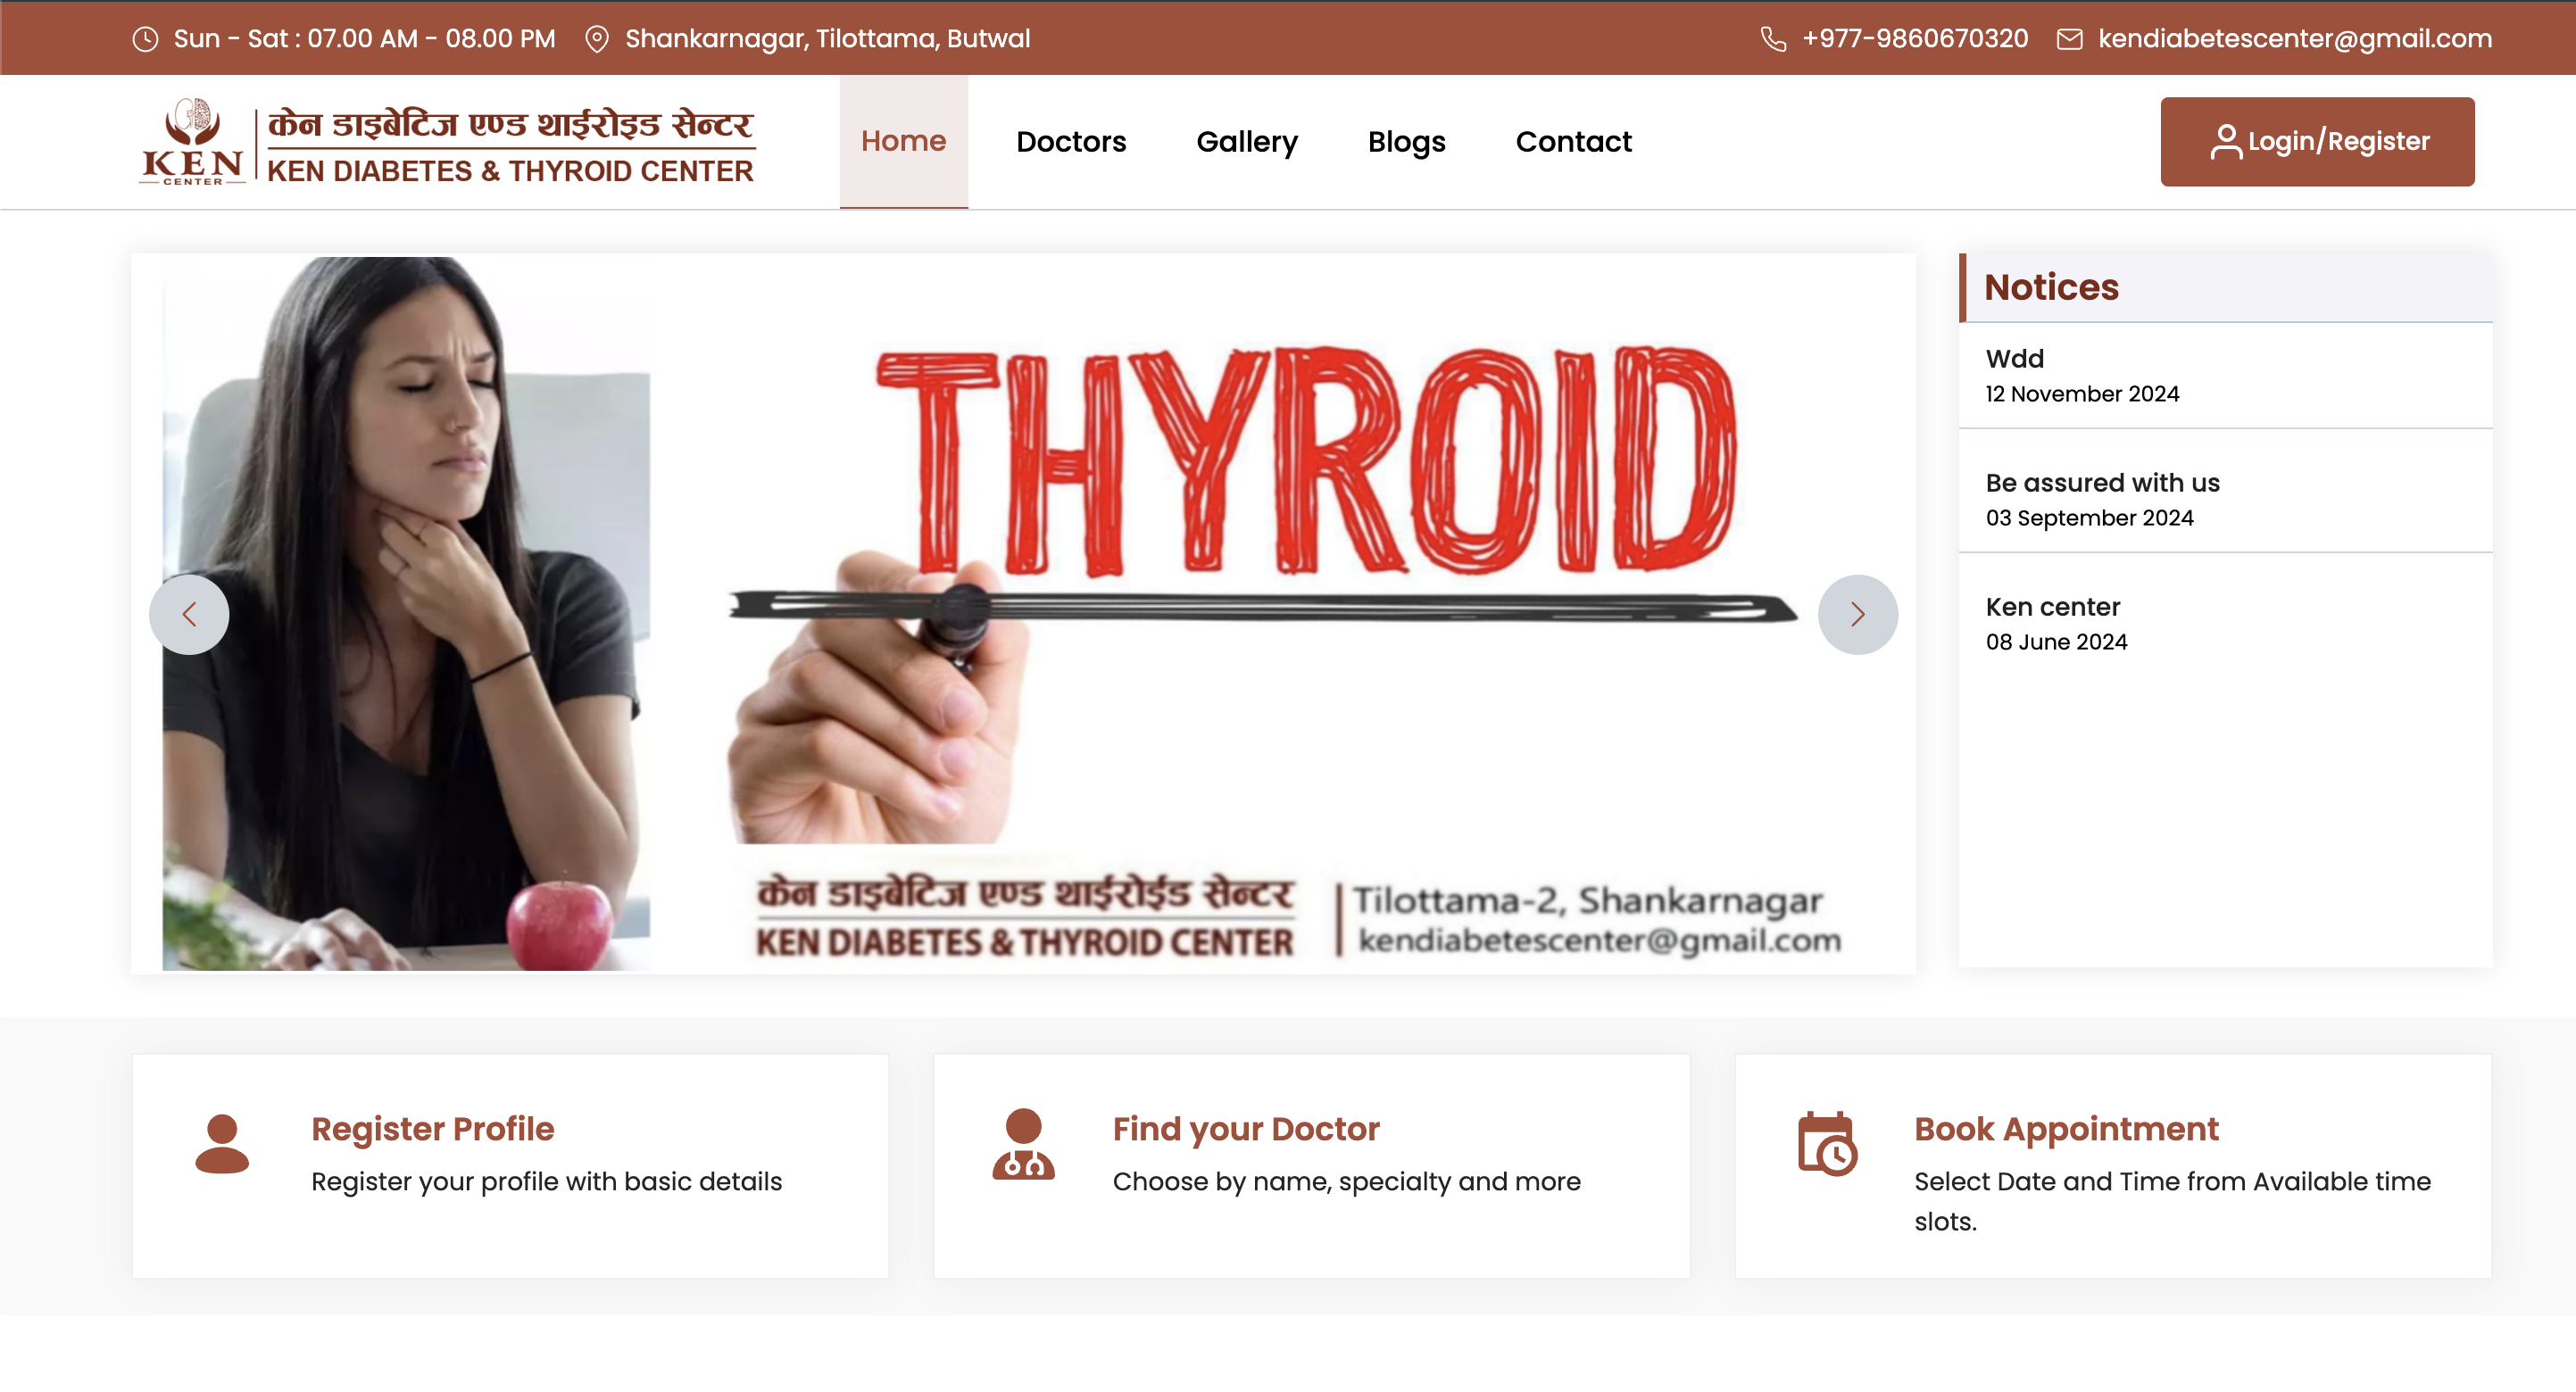 Sun - Sat : 07.00 AM - 08.00 PM
Shankarnagar, Tilottama, Butwal
+977-9860670320
kendiabetescenter@gmail.com
KEN
CENTER
केन डाइबेटिज एण्ड थाईरोइड सेन्टर
KEN DIABETES & THYROID CENTER
Home
Doctors
Gallery
Blogs
Contact
Login/Register
THYROID
केन डाइबेटिज एण्ड थाईरोईड सेन्टर
KEN DIABETES & THYROID CENTER
Tilottama-2, Shankarnagar
kendiabetescenter@gmail.com
Notices
Wdd
12 November 2024
Be assured with us
03 September 2024
Ken center
08 June 2024
Register Profile
Register your profile with basic details
Find your Doctor
Choose by name, specialty and more
Book Appointment
Select Date and Time from Available time
slots.